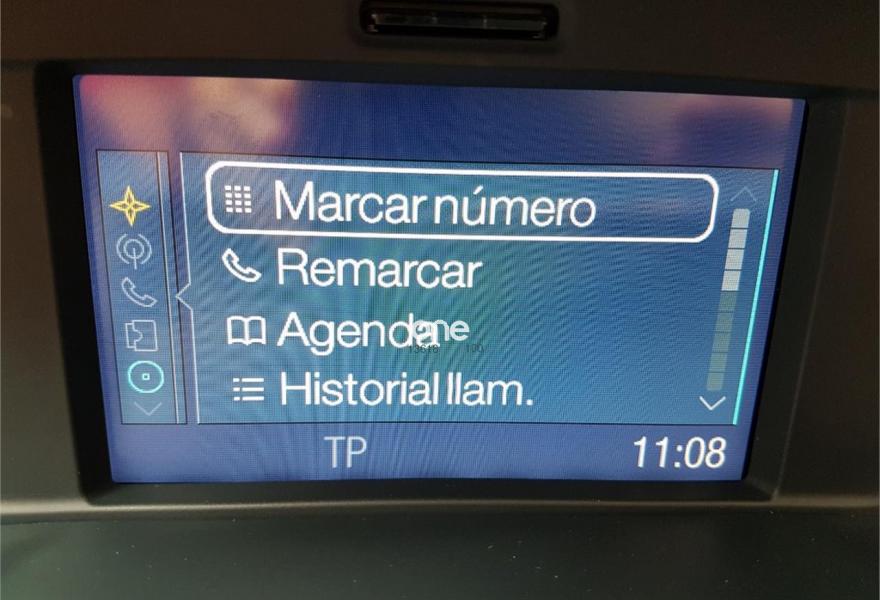 Marcar número
Remarcar
Agenda
Historial llam.
TP
11:08